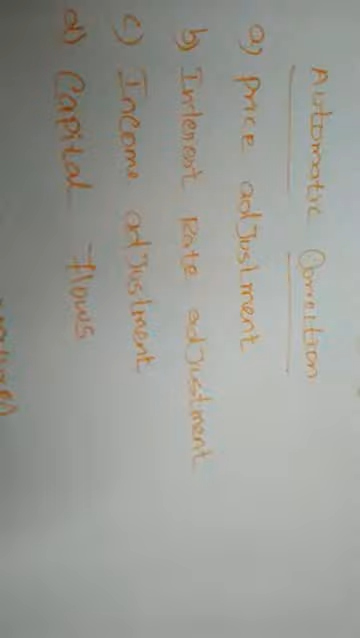 Automatic Correction
a) Price adjustment
b) Interest Rate adjustment
c) Income adjustment
d) Capital flows